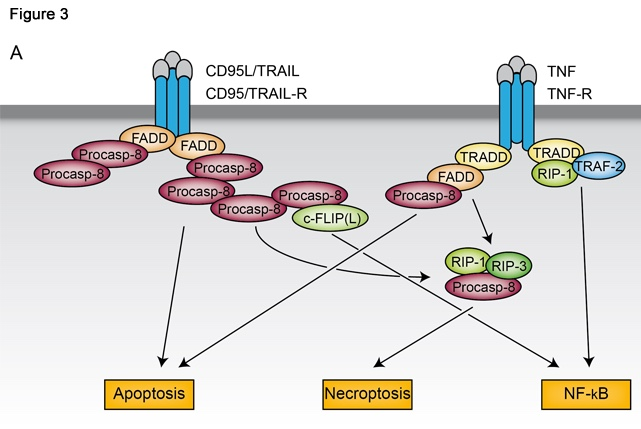 Figure 3
A
CD95L/TRAIL
CD95/TRAIL-R
TNF
TNF-R
FADD
FADD
Procasp-8
Procasp-8
Procasp-8
Procasp-8
Procasp-8
Procasp-8
c-FLIP(L)
TRADD
FADD
Procasp-8
TRADD
RIP-1
TRAF-2
RIP-1
RIP-3
Procasp-8
Apoptosis
Necroptosis
NF-κB